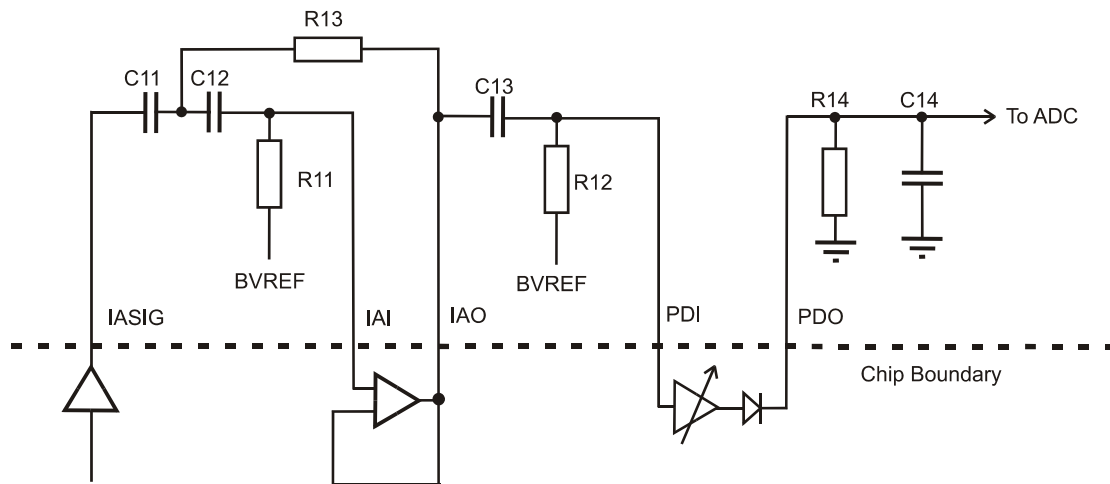 R13
C11
C12
C13
R14
C14
To ADC
R11
R12
BVREF
BVREF
IASIG
IAI
IAO
PDI
PDO
Chip Boundary